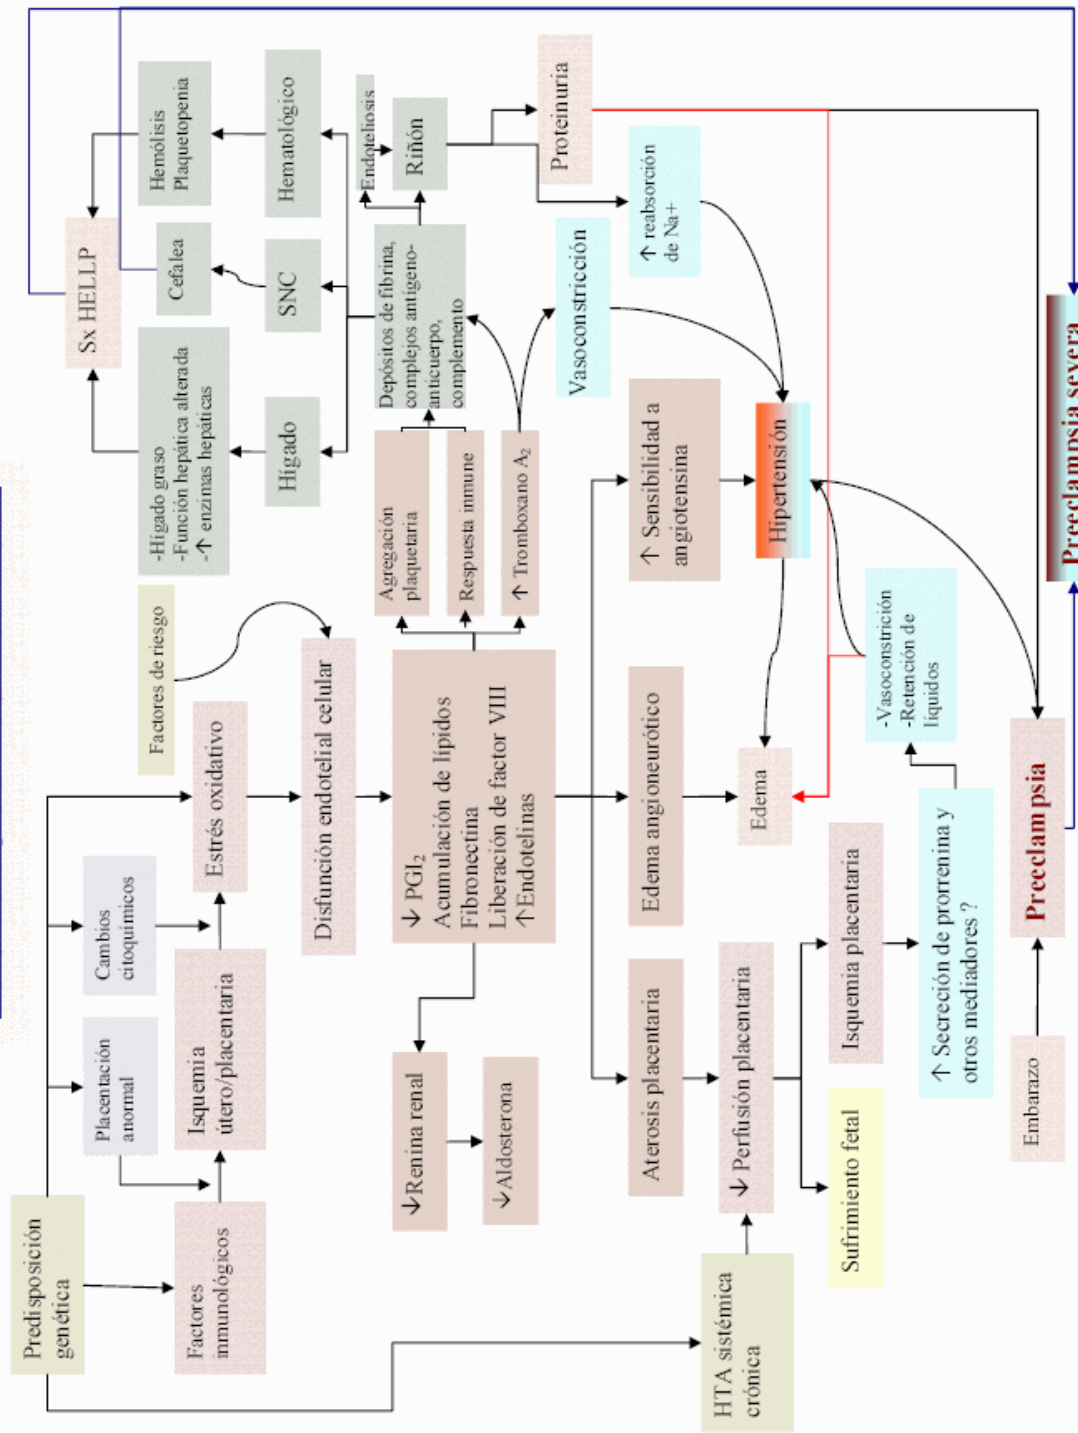 Predisposición
genética
Placentación
anormal
Cambios
citoquímicos
Factores de riesgo
Factores
inmunológicos
Isquemia
útero/placentaria
Estrés oxidativo
Disfunción endotelial celular
↓ PGI₂
Acumulación de lípidos
Fibronectina
Liberación de factor VIII
↑Endotelinas
↓Renina renal
↓Aldosterona
Agregación
plaquetaria
Respuesta inmune
↑ Tromboxano A₂
-Hígado graso
-Función hepática alterada
-↑ enzimas hepáticas
Hígado
Sx HELLP
Cefalea
SNC
Hemólisis
Plaquetopenia
Hematológico
Depósitos de fibrina,
complejos antígeno-
anticuerpo,
complemento
Endoteliosis
Riñón
Proteinuria
↑ reabsorción
de Na+
Vasoconstricción
↑ Sensibilidad a
angiotensina
Hipertensión
Edema angioneurótico
Edema
Aterosis placentaria
HTA sistémica
crónica
↓ Perfusión placentaria
Sufrimiento fetal
Isquemia placentaria
↑ Secreción de prorrenina y
otros mediadores ?
-Vasoconstrición
-Retención de
líquidos
Embarazo
Preeclampsia
Preeclampsia severa